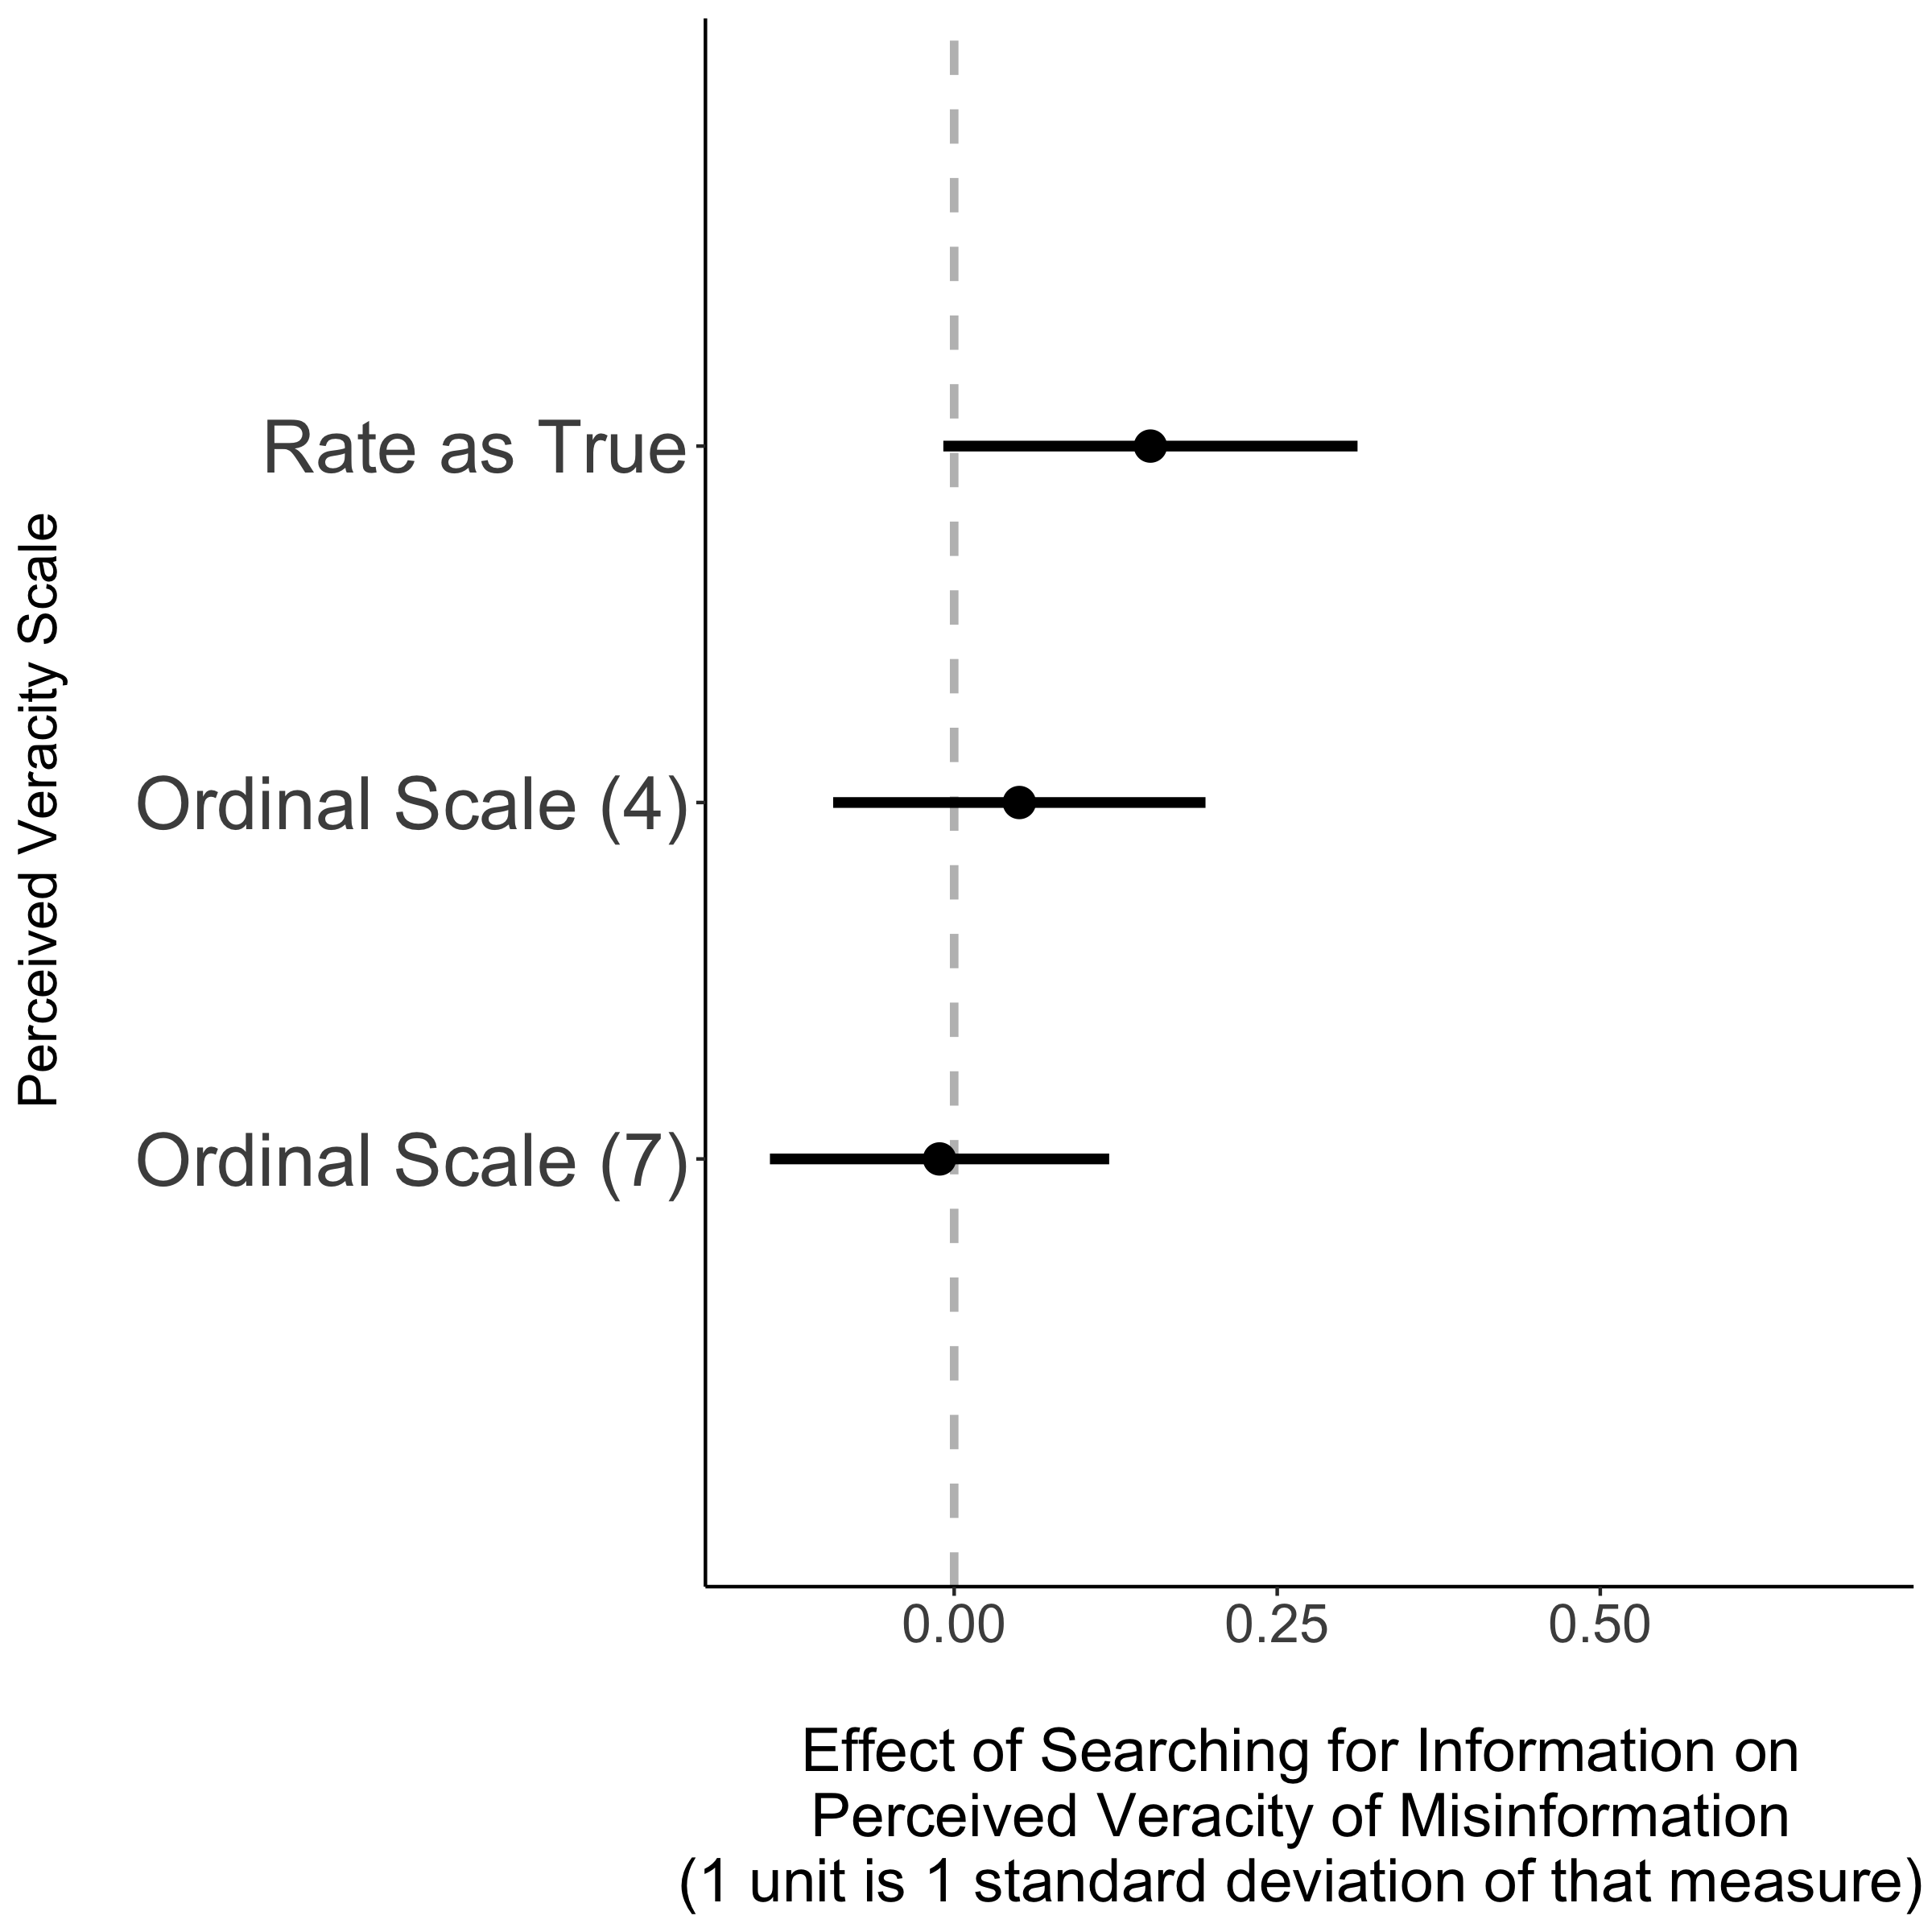 Perceived Veracity Scale
Rate as True
Ordinal Scale (4)
Ordinal Scale (7)
0.00
0.25
0.50
Effect of Searching for Information on
Perceived Veracity of Misinformation
(1 unit is 1 standard deviation of that measure)